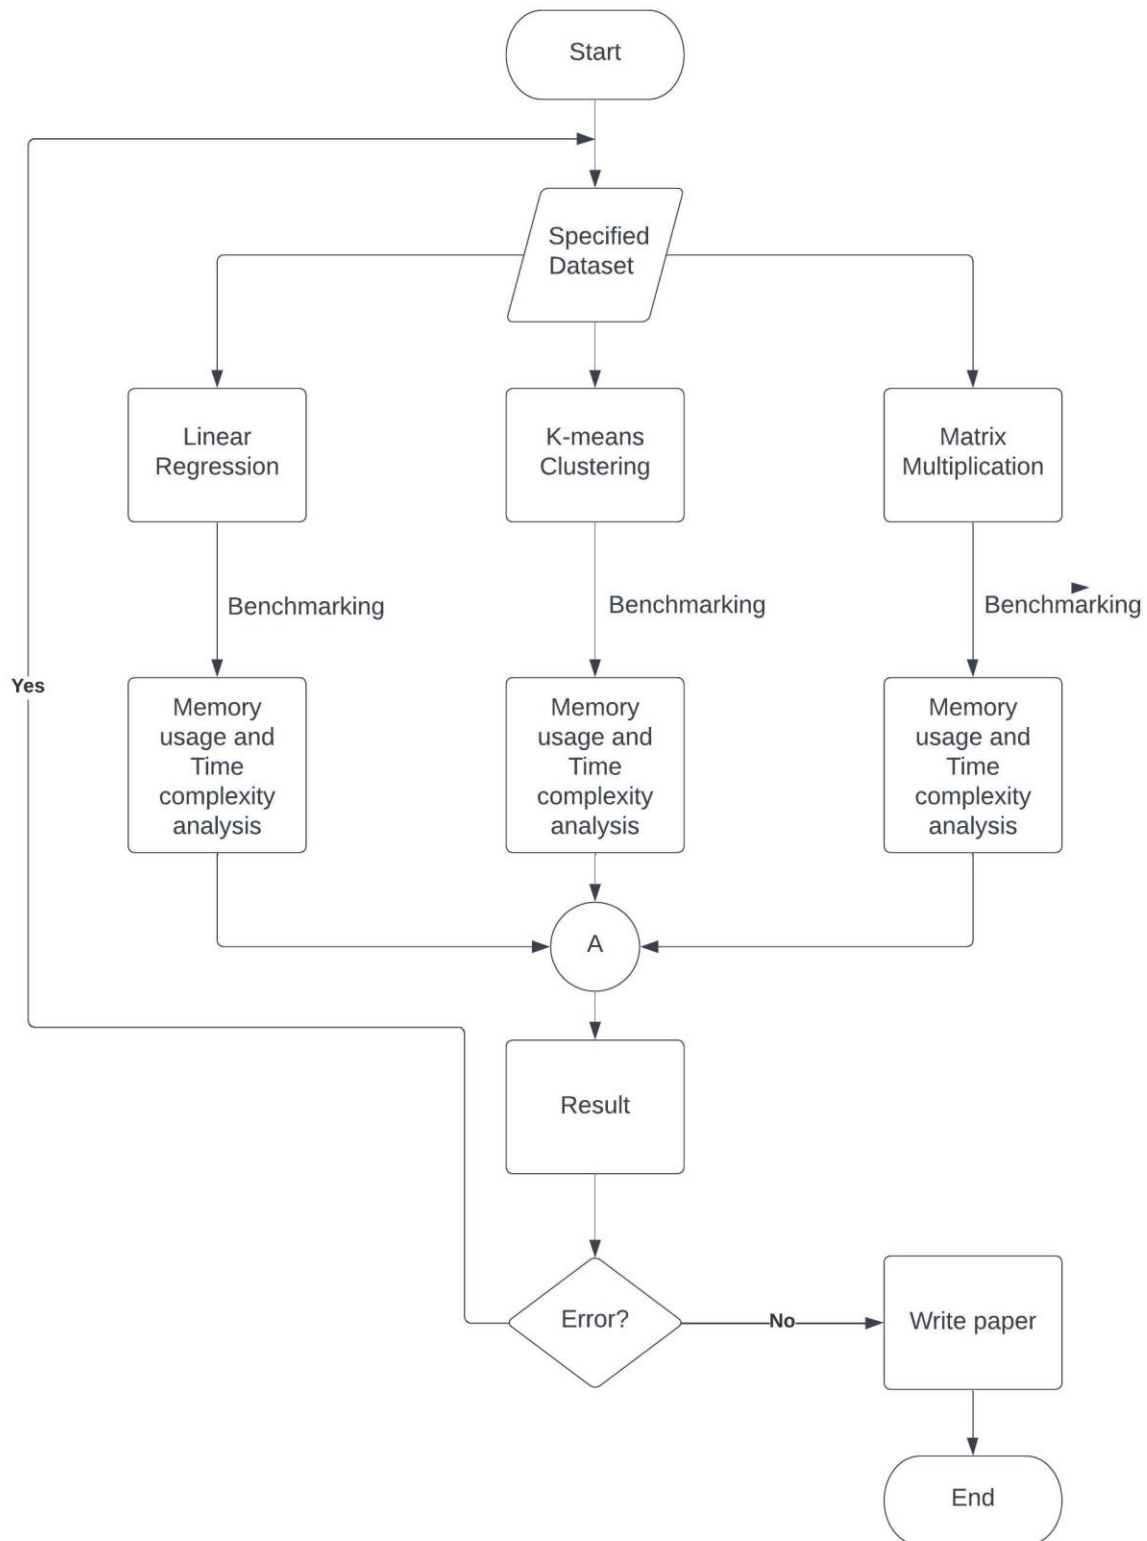 Start
Specified
Dataset
Linear
Regression
K-means
Clustering
Matrix
Multiplication
Benchmarking
Benchmarking
Benchmarking
Yes
Memory
usage and
Time
complexity
analysis
Memory
usage and
Time
complexity
analysis
Memory
usage and
Time
complexity
analysis
A
Result
Error?
No
Write paper
End